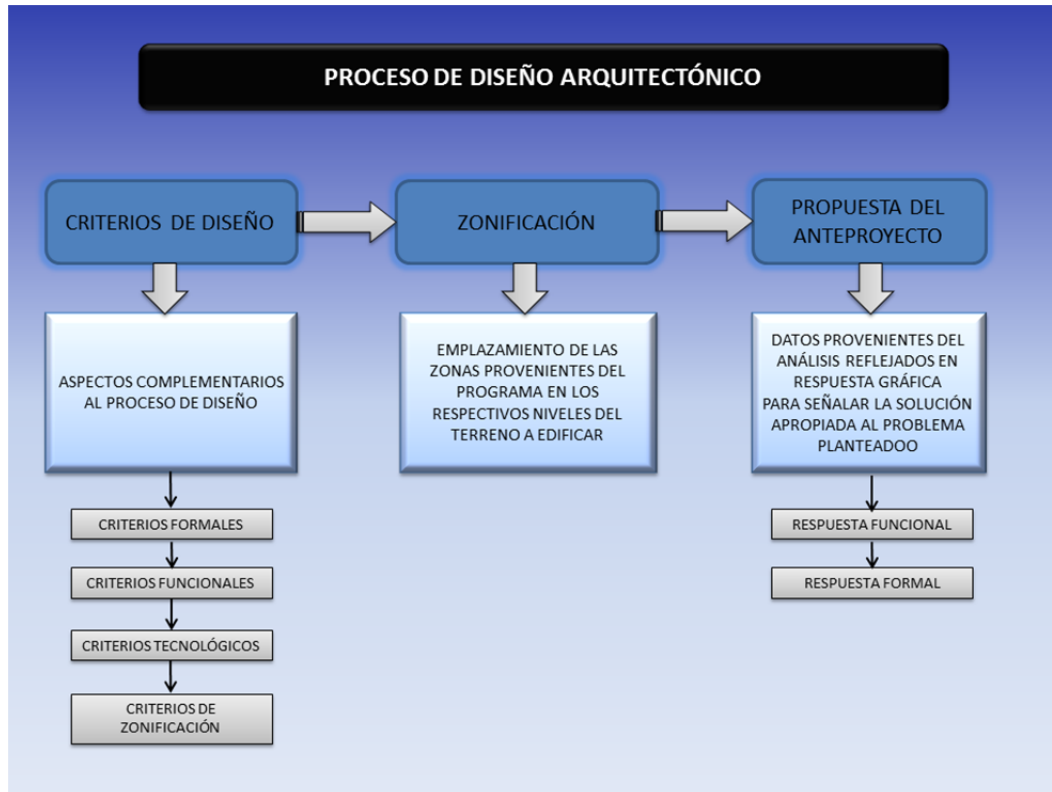 PROCESO DE DISEÑO ARQUITECTÓNICO
CRITERIOS DE DISEÑO
ZONIFICACIÓN
PROPUESTA DEL
ANTEPROYECTO
ASPECTOS COMPLEMENTARIOS
AL PROCESO DE DISEÑO
EMPLAZAMIENTO DE LAS
ZONAS PROVENIENTES DEL
PROGRAMA EN LOS
RESPECTIVOS NIVELES DEL
TERRENO A EDIFICAR
DATOS PROVENIENTES DEL
ANÁLISIS REFLEJADOS EN
RESPUESTA GRÁFICA
PARA SEÑALAR LA SOLUCIÓN
APROPIADA AL PROBLEMA
PLANTEADOO
CRITERIOS FORMALES
CRITERIOS FUNCIONALES
CRITERIOS TECNOLÓGICOS
CRITERIOS DE
ZONIFICACIÓN
RESPUESTA FUNCIONAL
RESPUESTA FORMAL